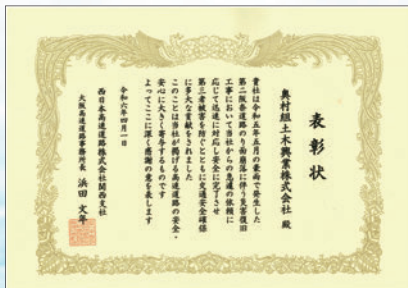 表彰状
奥村組土木興業株式会社 殿
貴社は令和五年五月の豪雨で発生した
第二阪奈道路のり面崩落に伴う災害復旧
工事において当社からの急遽の依頼に
応じて迅速に対応し安全に完了させ
第三者被害を防ぐとともに交通安全確保
に多大な貢献をされました
このことは当社が掲げる高速道路の安全・
安心に大きく寄与するものです
よってここに深く感謝の意を表します
令和六年四月一日
西日本高速道路株式会社関西支社
大阪高速道路事務所長 浜田 文年